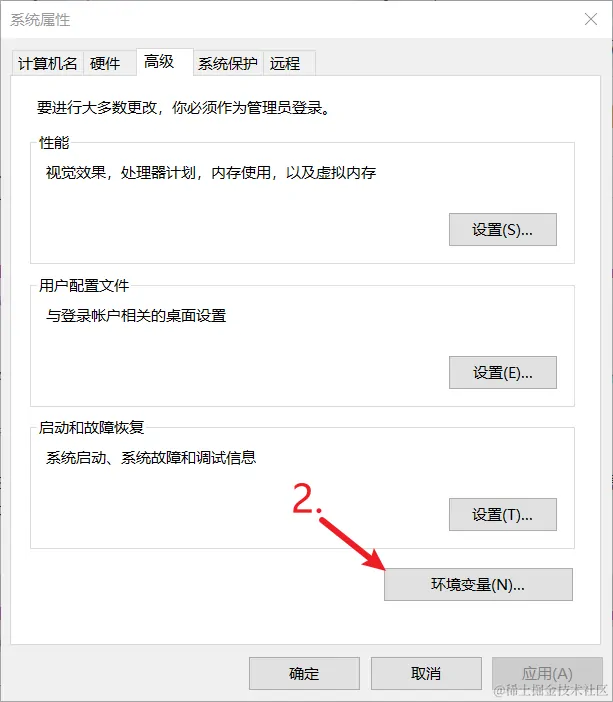 系统属性
计算机名 硬件 高级 系统保护 远程
要进行大多数更改，你必须作为管理员登录。
性能
视觉效果，处理器计划，内存使用，以及虚拟内存
设置(S)...
用户配置文件
与登录帐户相关的桌面设置
设置(E)...
启动和故障恢复
系统启动、系统故障和调试信息
2.
设置(T)...
环境变量(N)...
确定 取消 应用(A)
@稀土掘金技术社区